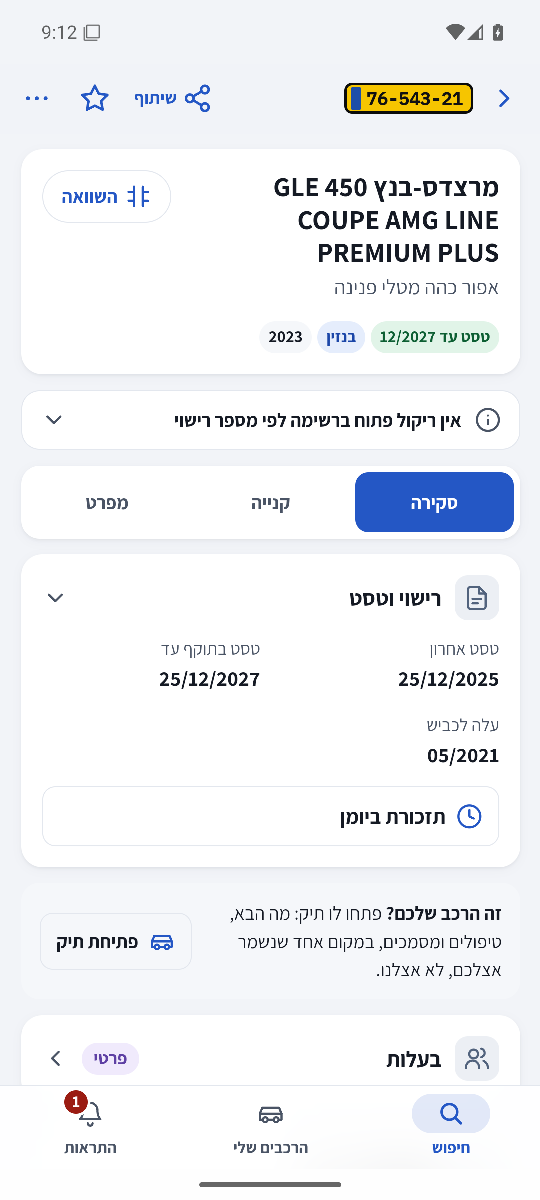 9:12
76-543-21
שיתוף
מרצדס-בנץ GLE 450
COUPE AMG LINE
PREMIUM PLUS
השוואה
אפור כהה מטלי פנינה
טסט עד 12/2027
בנזין
2023
אין ריקול פתוח ברשימה לפי מספר רישוי
סקירה
קנייה
מפרט
רישוי וטסט
טסט אחרון
טסט בתוקף עד
25/12/2025
25/12/2027
עלה לכביש
05/2021
תזכורת ביומן
זה הרכב שלכם? פתחו לו תיק: מה הבא,
טיפולים ומסמכים, במקום אחד שנשמר
אצלכם, לא אצלנו.
פתיחת תיק
בעלות
פרטי
1
חיפוש
הרכבים שלי
התראות